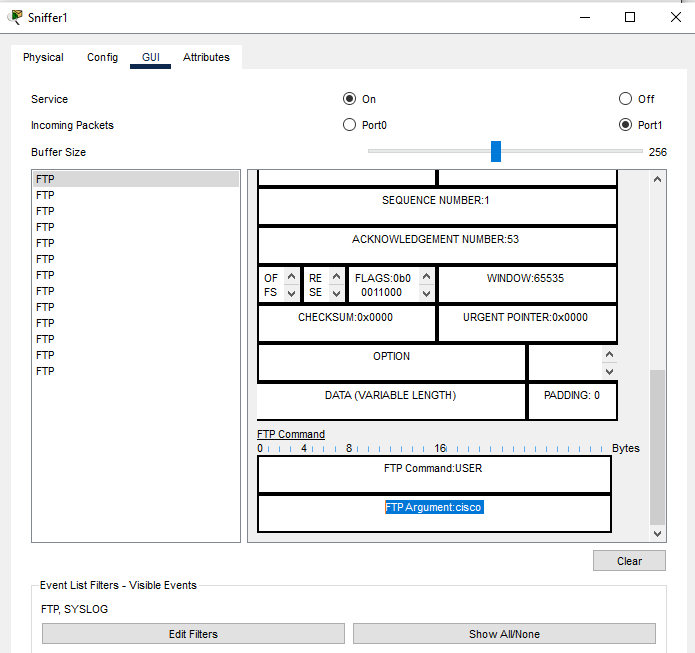 Sniffer1
Physical Config GUI Attributes
Service On Off
Incoming Packets Port0 Port1
Buffer Size 256
FTP
FTP
FTP
FTP
FTP
FTP
FTP
FTP
FTP
FTP
FTP
FTP
FTP
SEQUENCE NUMBER:1
ACKNOWLEDGEMENT NUMBER:53
OF
FS
RE
SE
FLAGS:0b0
0011000
WINDOW:65535
CHECKSUM:0x0000 URGENT POINTER:0x0000
OPTION
DATA (VARIABLE LENGTH) PADDING: 0
FTP Command
0 4 8 16 Bytes
FTP Command:USER
FTP Argument:cisco
Clear
Event List Filters - Visible Events
FTP, SYSLOG
Edit Filters Show All/None